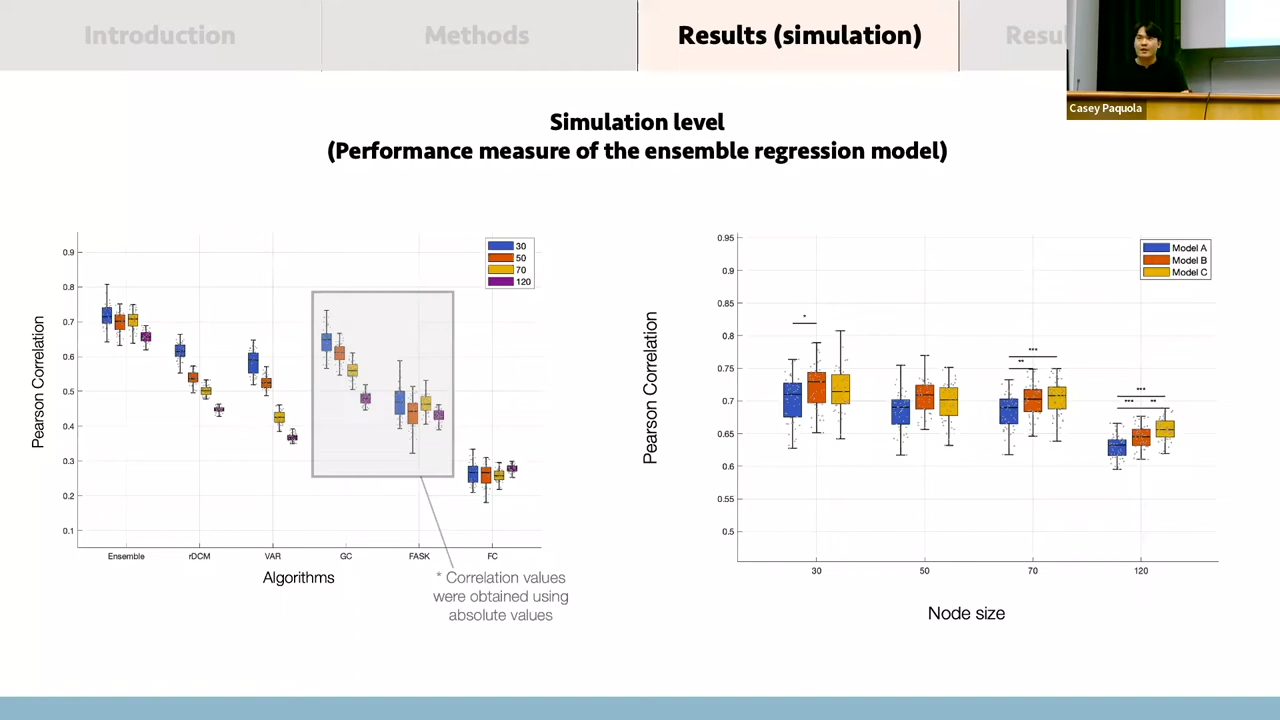 Introduction
Methods
Results (simulation)
Resu
Casey Paquola
Simulation level
(Performance measure of the ensemble regression model)
Pearson Correlation
0.9
0.8
0.7
0.6
0.5
0.4
0.3
0.2
0.1
30
50
70
120
Ensemble
rDCM
VAR
GC
FASK
FC
Algorithms
* Correlation values
were obtained using
absolute values
Pearson Correlation
0.95
0.9
0.85
0.8
0.75
0.7
0.65
0.6
0.55
0.5
Model A
Model B
Model C
*
***
**
***
*** **
30
50
70
120
Node size